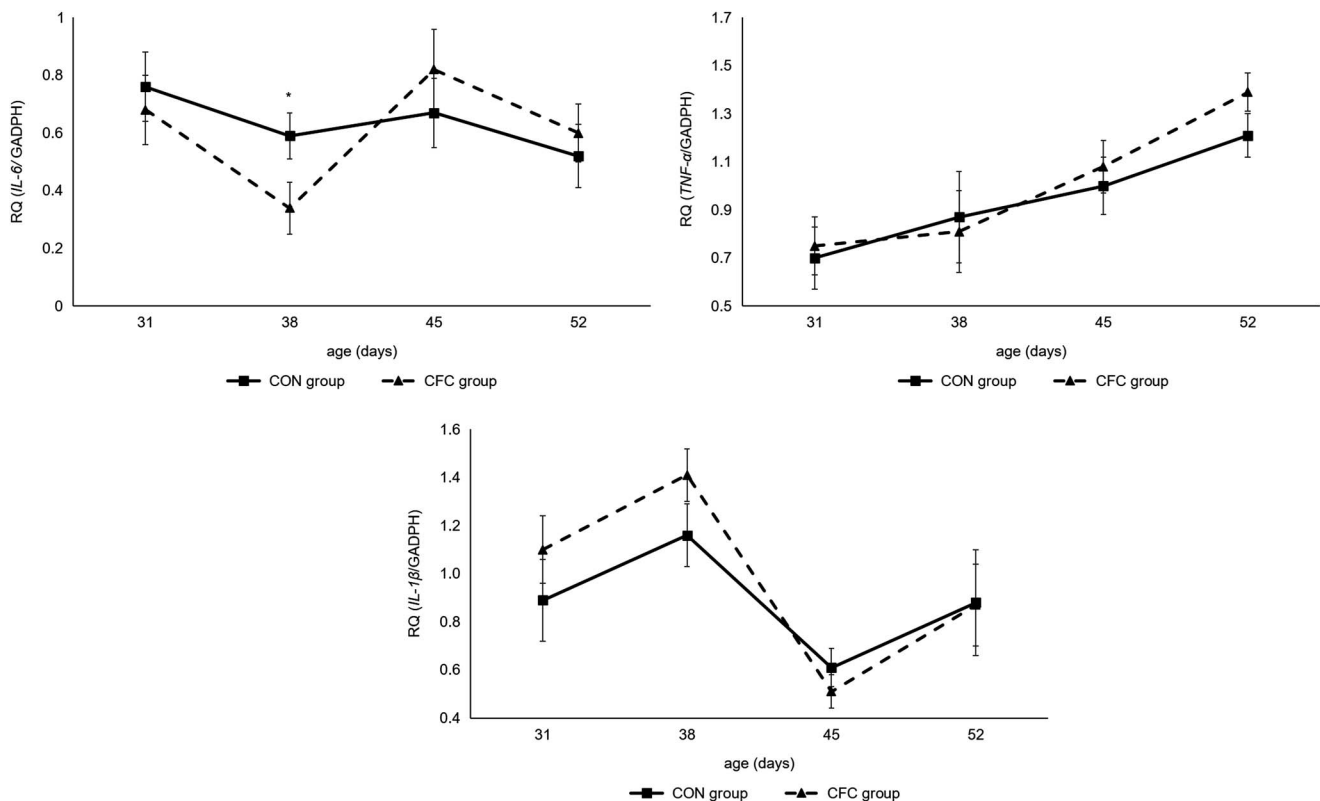 RQ (IL-6/ GADPH)
1
0.8
0.6
0.4
0.2
0
*
31 38 45 52
age (days)
CON group CFC group
RQ (TNF-α/GADPH)
1.7
1.5
1.3
1.1
0.9
0.7
0.5
31 38 45 52
age (days)
CON group CFC group
RQ (IL-1β/GADPH)
1.6
1.4
1.2
1.0
0.8
0.6
0.4
31 38 45 52
age (days)
CON group CFC group